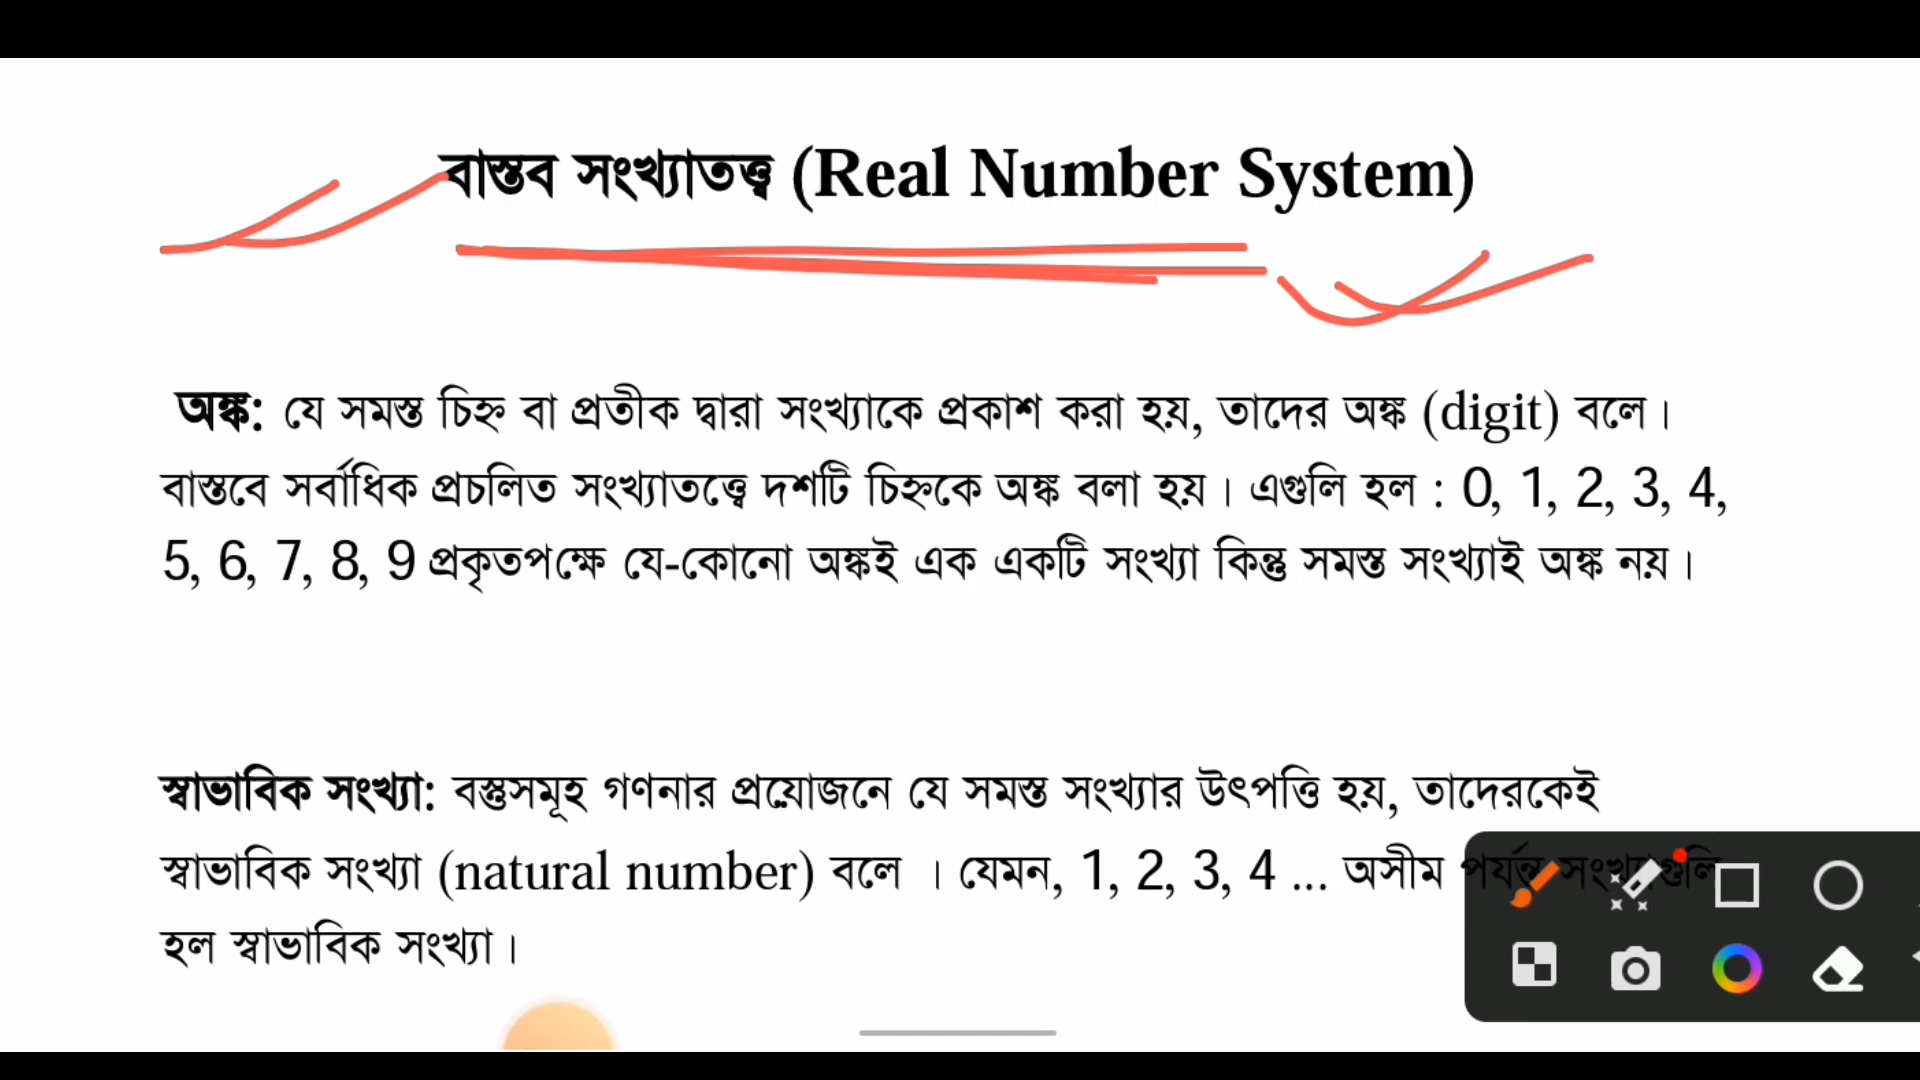 বাস্তব সংখ্যাতত্ত্ব (Real Number System)
অঙ্ক: যে সমস্ত চিহ্ন বা প্রতীক দ্বারা সংখ্যাকে প্রকাশ করা হয়, তাদের অঙ্ক (digit) বলে।
বাস্তবে সর্বাধিক প্রচলিত সংখ্যাতত্ত্বে দশটি চিহ্নকে অঙ্ক বলা হয়। এগুলি হল : 0, 1, 2, 3, 4,
5, 6, 7, 8, 9 প্রকৃতপক্ষে যে-কোনো অঙ্কই এক একটি সংখ্যা কিন্তু সমস্ত সংখ্যাই অঙ্ক নয়।
স্বাভাবিক সংখ্যা: বস্তুসমূহ গণনার প্রয়োজনে যে সমস্ত সংখ্যার উৎপত্তি হয়, তাদেরকেই
স্বাভাবিক সংখ্যা (natural number) বলে । যেমন, 1, 2, 3, 4 ... অসীম পর্যন্ত সংখ্যাগুলি
হল স্বাভাবিক সংখ্যা।